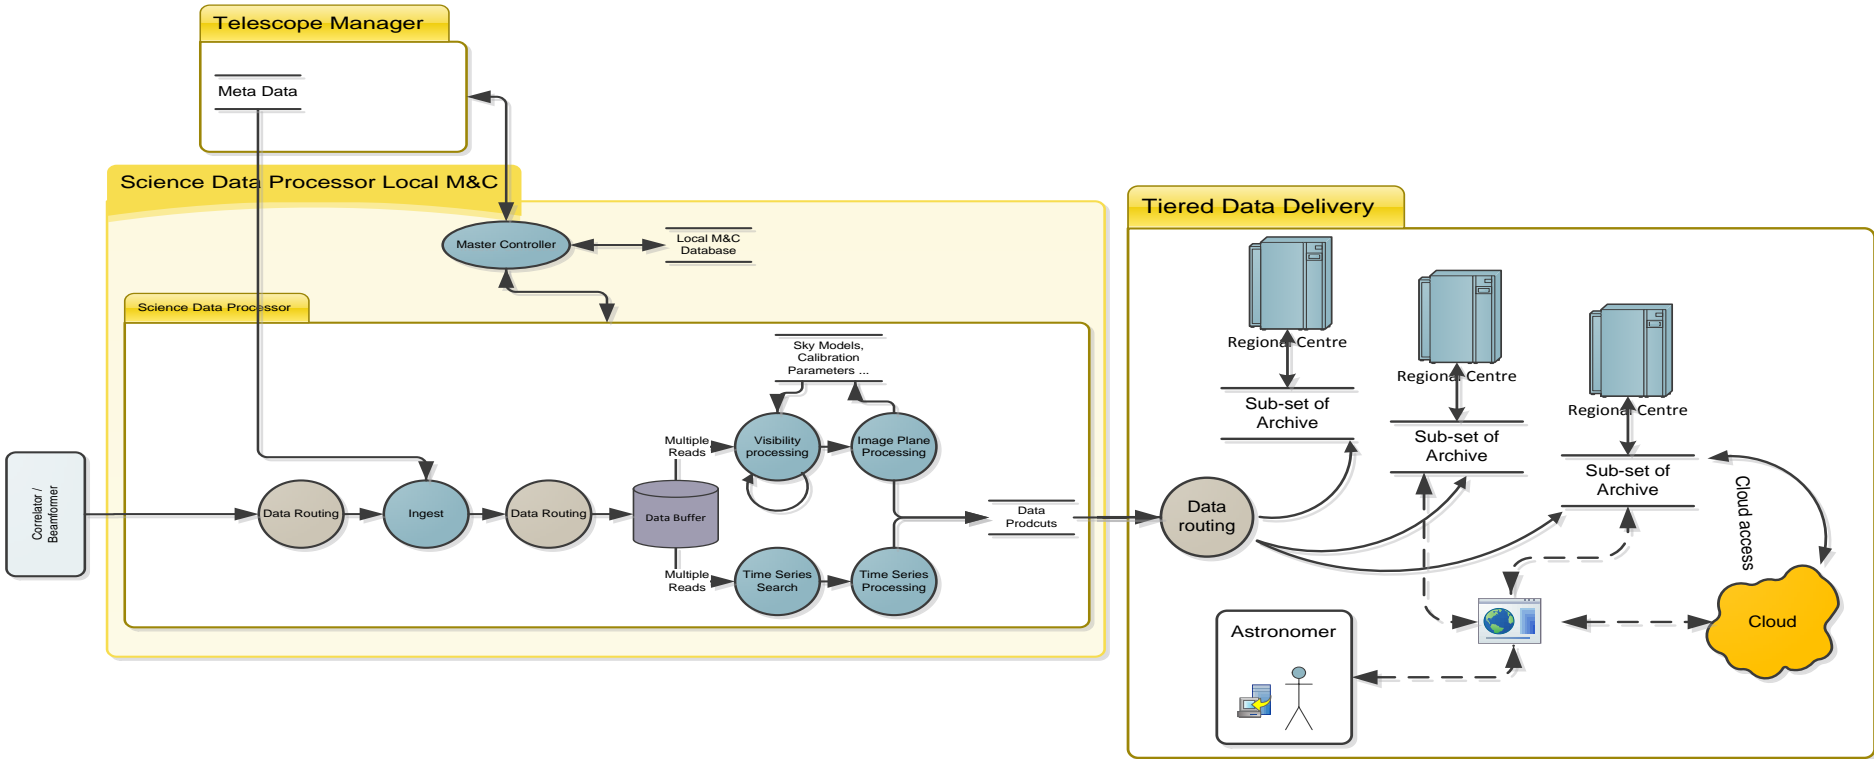 Telescope Manager
Meta Data
Science Data Processor Local M&C
Master Controller
Local M&C
Database
Science Data Processor
Sky Models,
Calibration
Parameters ...
Correlator /
Beamformer
Data Routing
Ingest
Data Routing
Data Buffer
Multiple
Reads
Visibility
processing
Image Plane
Processing
Multiple
Reads
Time Series
Search
Time Series
Processing
Data
Prodcuts
Tiered Data Delivery
Regional Centre
Sub-set of
Archive
Regional Centre
Sub-set of
Archive
Regional Centre
Sub-set of
Archive
Data
routing
Cloud access
Astronomer
Cloud